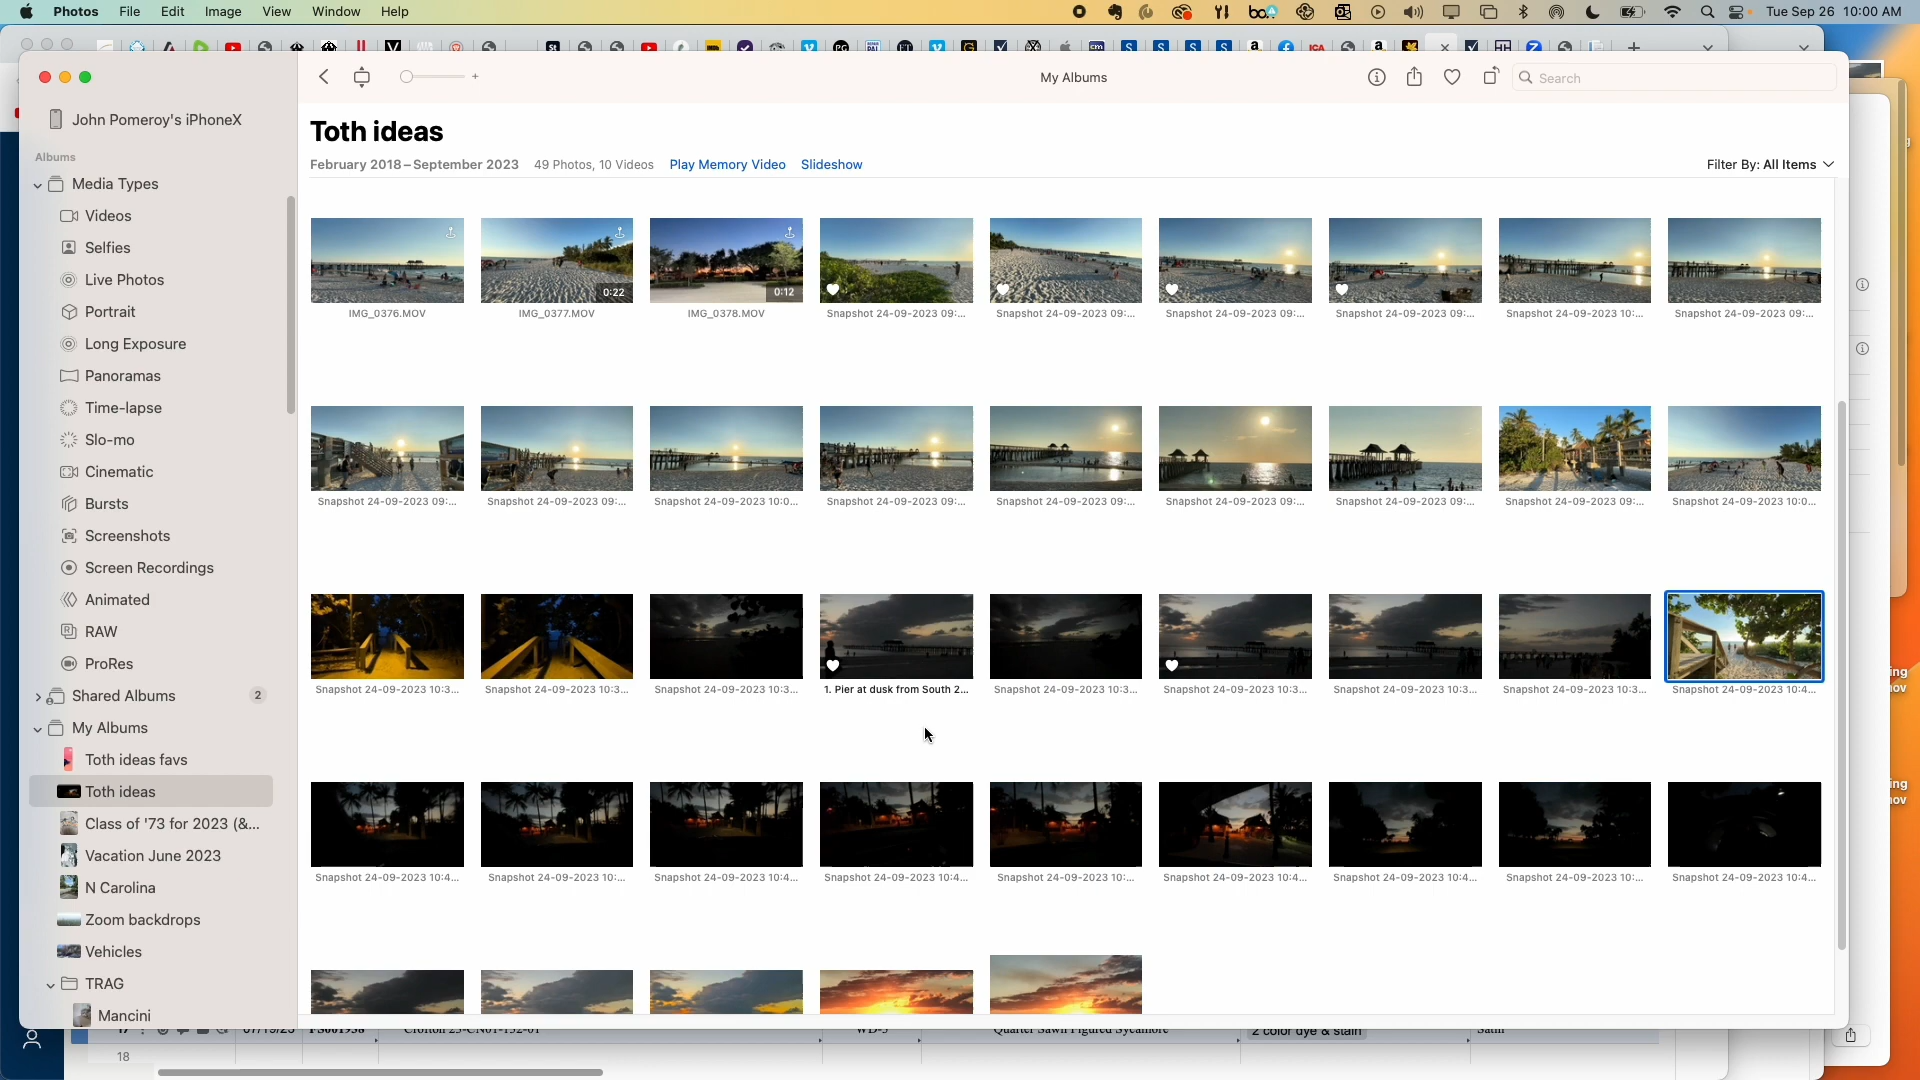 Photos File Edit Image View Window Help
Tue Sep 26 10:00 AM
My Albums
Search
John Pomeroy's iPhoneX
Albums
Media Types
Videos
Selfies
Live Photos
Portrait
Long Exposure
Panoramas
Time-lapse
Slo-mo
Cinematic
Bursts
Screenshots
Screen Recordings
Animated
RAW
ProRes
Shared Albums 2
My Albums
Toth ideas favs
Toth ideas
Class of '73 for 2023 (&...
Vacation June 2023
N Carolina
Zoom backdrops
Vehicles
TRAG
Mancini
Toth ideas
February 2018 – September 2023 49 Photos, 10 Videos Play Memory Video Slideshow
Filter By: All Items
0:22 0:12
IMG_0376.MOV IMG_0377.MOV IMG_0378.MOV Snapshot 24-09-2023 09:... Snapshot 24-09-2023 09:... Snapshot 24-09-2023 09:... Snapshot 24-09-2023 09:... Snapshot 24-09-2023 10:... Snapshot 24-09-2023 09:...
Snapshot 24-09-2023 09:... Snapshot 24-09-2023 09:... Snapshot 24-09-2023 10:0... Snapshot 24-09-2023 09:... Snapshot 24-09-2023 09:... Snapshot 24-09-2023 09:... Snapshot 24-09-2023 09:... Snapshot 24-09-2023 09:... Snapshot 24-09-2023 10:0...
Snapshot 24-09-2023 10:3... Snapshot 24-09-2023 10:3... Snapshot 24-09-2023 10:3... 1. Pier at dusk from South 2... Snapshot 24-09-2023 10:3... Snapshot 24-09-2023 10:3... Snapshot 24-09-2023 10:3... Snapshot 24-09-2023 10:3... Snapshot 24-09-2023 10:4...
Snapshot 24-09-2023 10:4... Snapshot 24-09-2023 10:... Snapshot 24-09-2023 10:4... Snapshot 24-09-2023 10:4... Snapshot 24-09-2023 10:... Snapshot 24-09-2023 10:4... Snapshot 24-09-2023 10:4... Snapshot 24-09-2023 10:... Snapshot 24-09-2023 10:4...
2 color dye & stain
18